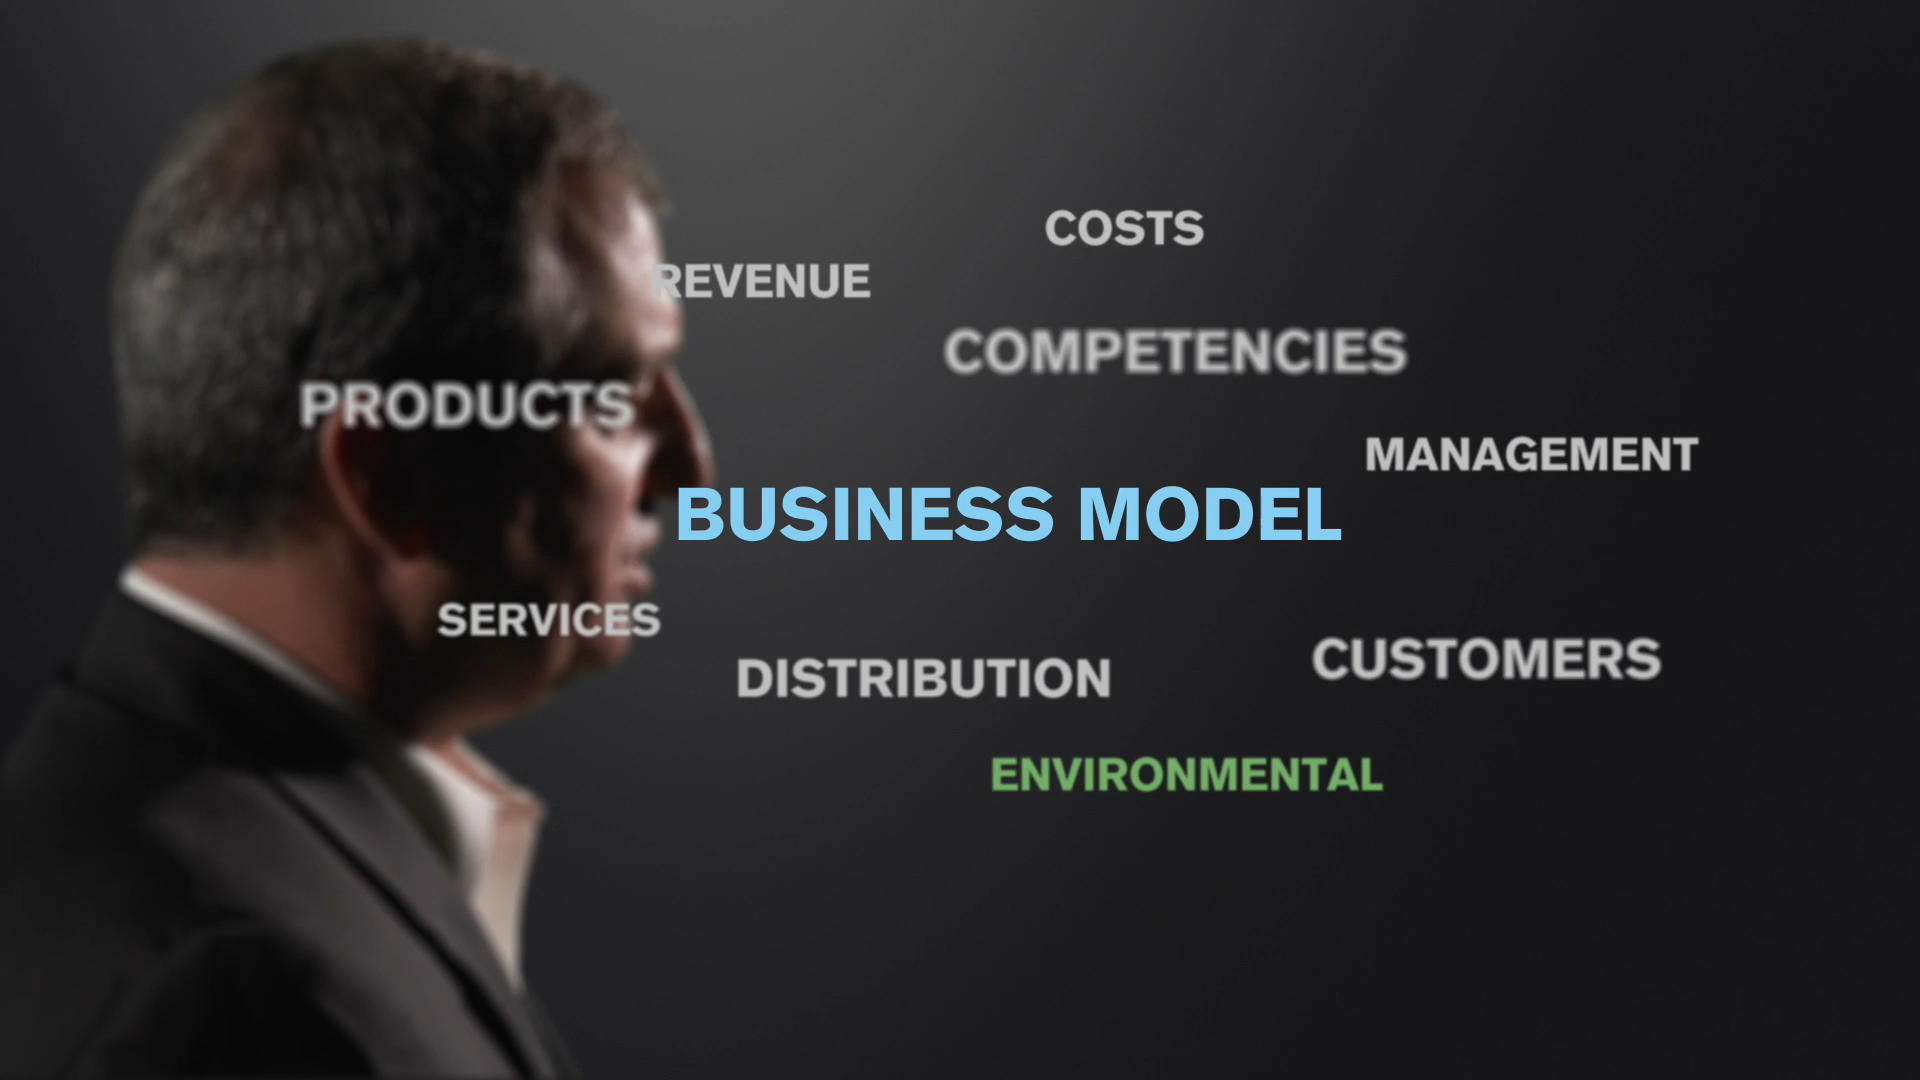 COSTS
REVENUE
COMPETENCIES
PRODUCTS
MANAGEMENT
BUSINESS MODEL
SERVICES
CUSTOMERS
DISTRIBUTION
ENVIRONMENTAL